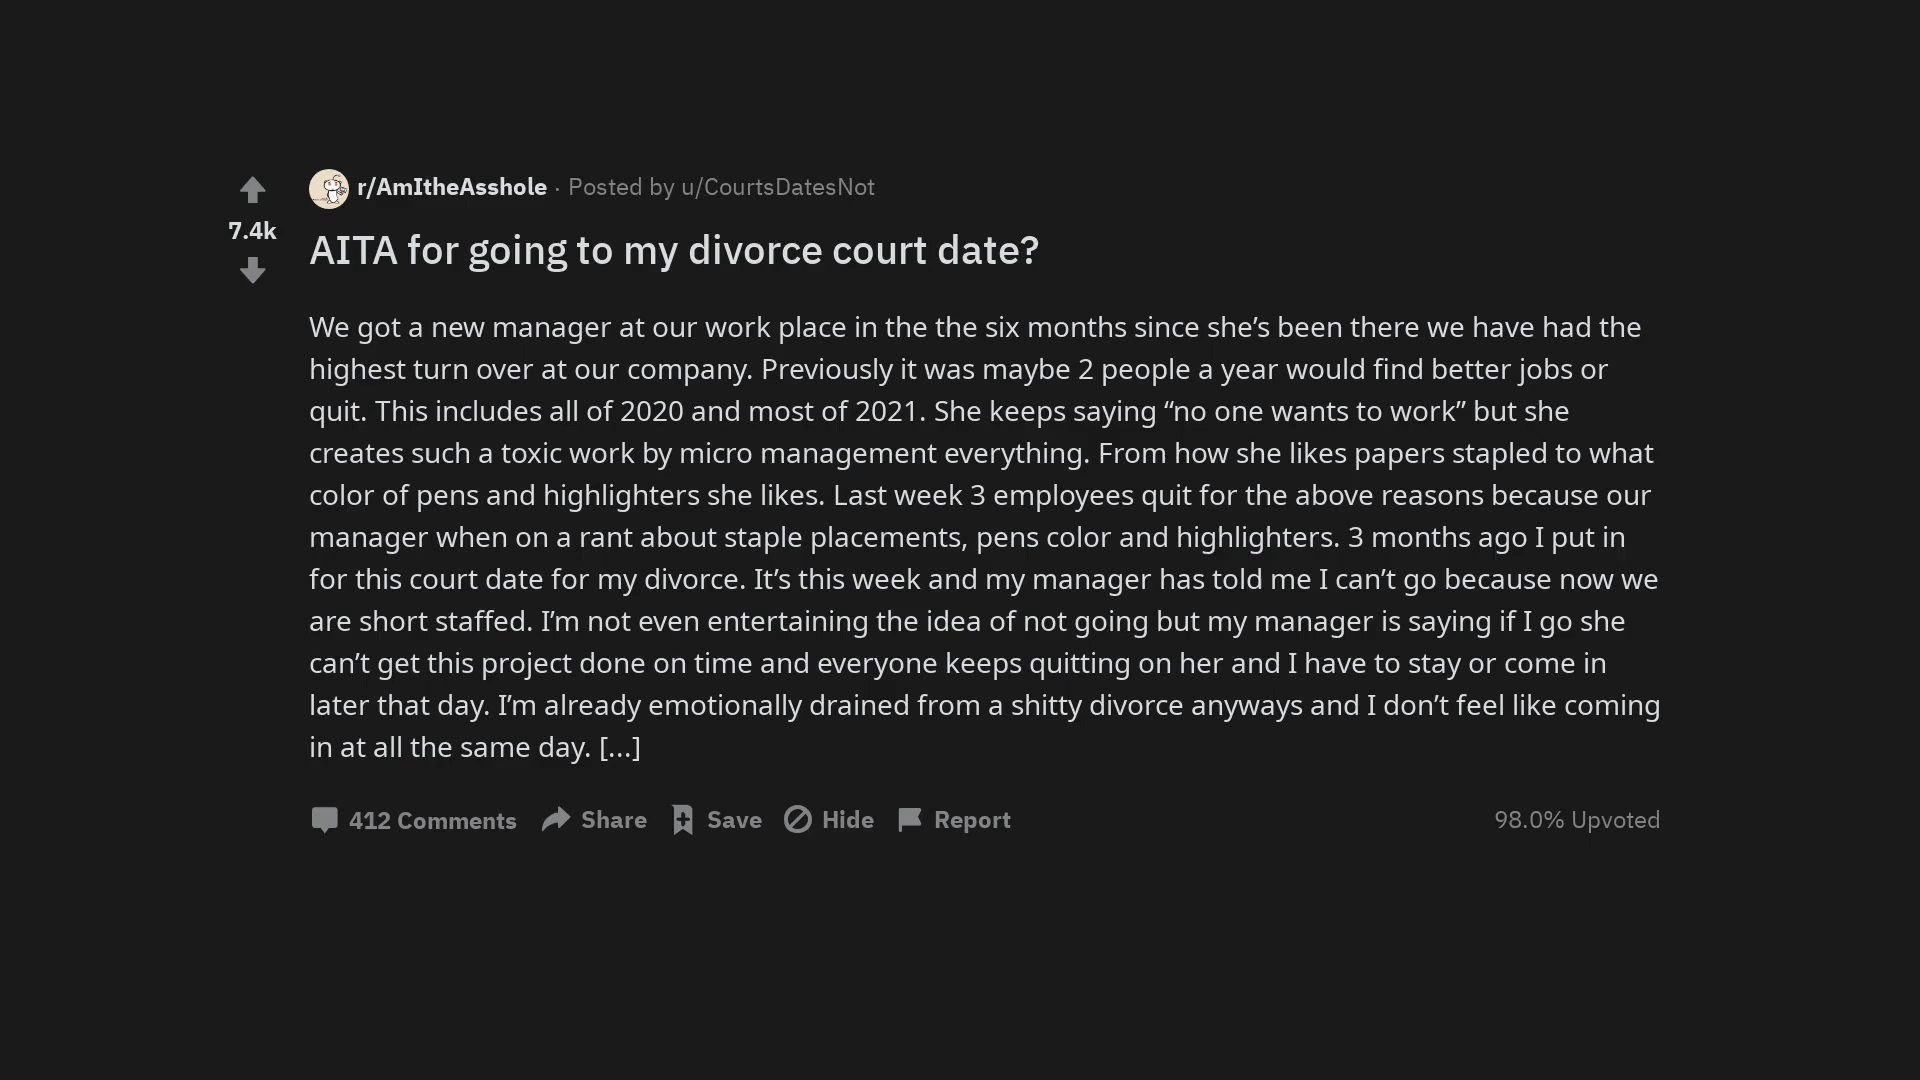 r/AmItheAsshole · Posted by u/CourtsDatesNot
7.4k
AITA for going to my divorce court date?
We got a new manager at our work place in the the six months since she’s been there we have had the
highest turn over at our company. Previously it was maybe 2 people a year would find better jobs or
quit. This includes all of 2020 and most of 2021. She keeps saying “no one wants to work” but she
creates such a toxic work by micro management everything. From how she likes papers stapled to what
color of pens and highlighters she likes. Last week 3 employees quit for the above reasons because our
manager when on a rant about staple placements, pens color and highlighters. 3 months ago I put in
for this court date for my divorce. It’s this week and my manager has told me I can’t go because now we
are short staffed. I’m not even entertaining the idea of not going but my manager is saying if I go she
can’t get this project done on time and everyone keeps quitting on her and I have to stay or come in
later that day. I’m already emotionally drained from a shitty divorce anyways and I don’t feel like coming
in at all the same day. [...]
412 Comments Share Save Hide Report 98.0% Upvoted